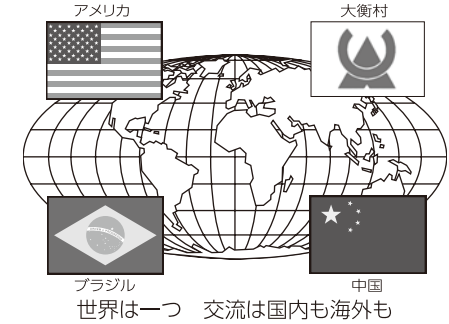 アメリカ
大衡村
ブラジル
中国
世界は一つ　交流は国内も海外も